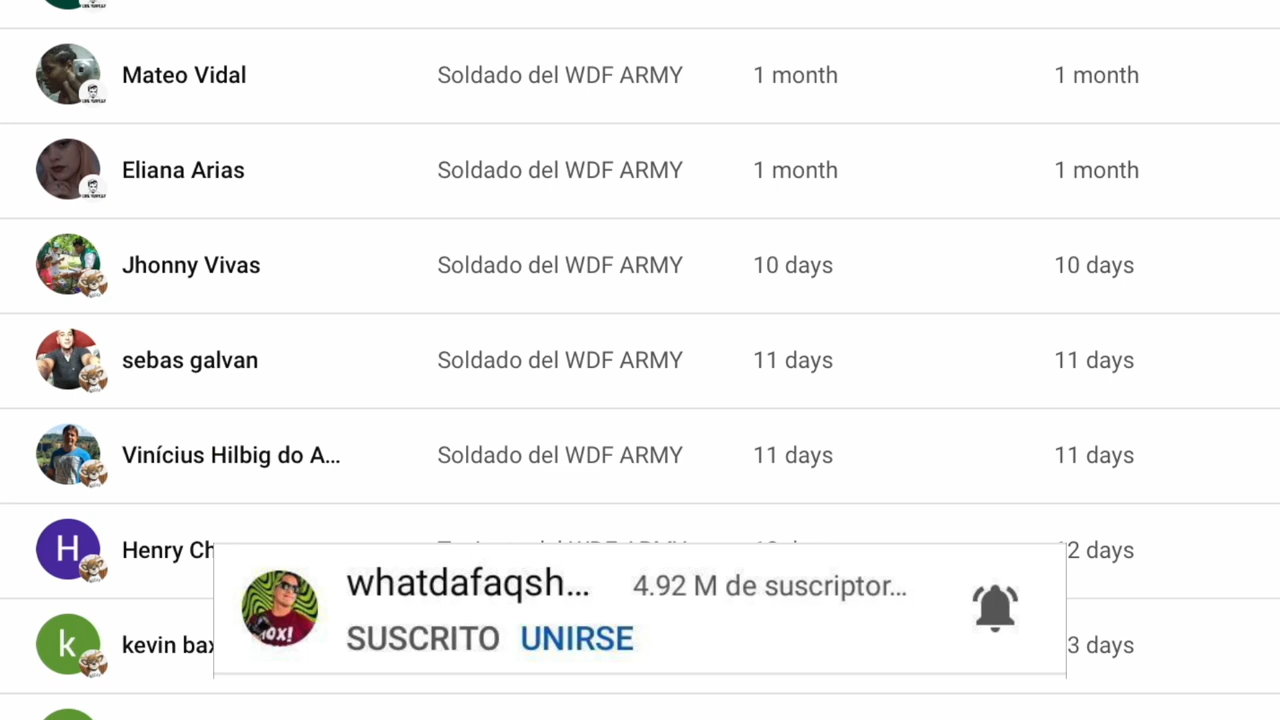 Mateo Vidal Soldado del WDF ARMY 1 month 1 month
Eliana Arias Soldado del WDF ARMY 1 month 1 month
Jhonny Vivas Soldado del WDF ARMY 10 days 10 days
sebas galvan Soldado del WDF ARMY 11 days 11 days
Vinícius Hilbig do A... Soldado del WDF ARMY 11 days 11 days
H Henry Ch 2 days
whatdafaqsh... 4.92 M de suscriptor...
SUSCRITO UNIRSE
k kevin bax 3 days